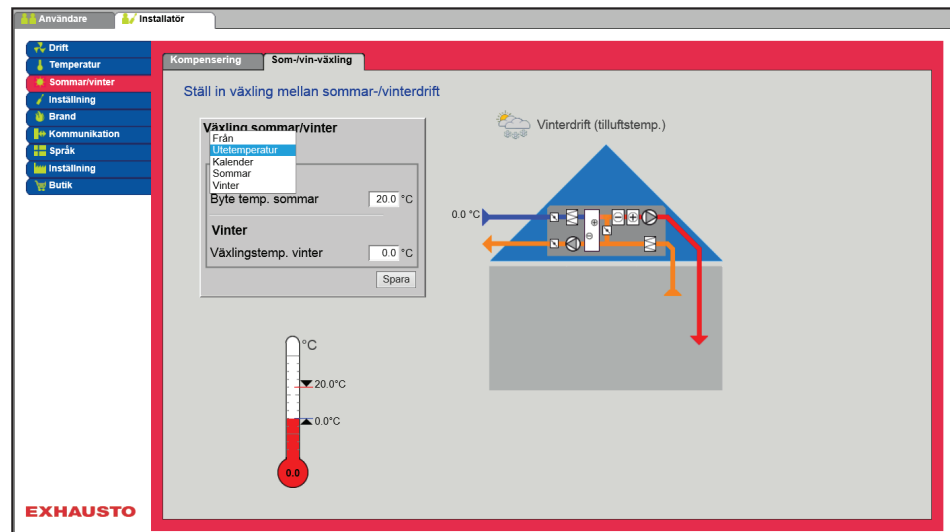 Användare Installatör
Drift
Temperatur
Sommar/vinter
Inställning
Brand
Kommunikation
Språk
Inställning
Butik
Kompensering Som-/vin-växling
Ställ in växling mellan sommar-/vinterdrift
Växling sommar/vinter
Från
Utetemperatur
Kalender
Sommar
Vinter
Byte temp. sommar 20.0 °C
Vinter
Växlingstemp. vinter 0.0 °C
Spara
Vinterdrift (tilluftstemp.)
0.0 °C
°C
20.0°C
0.0°C
0.0
EXHAUSTO